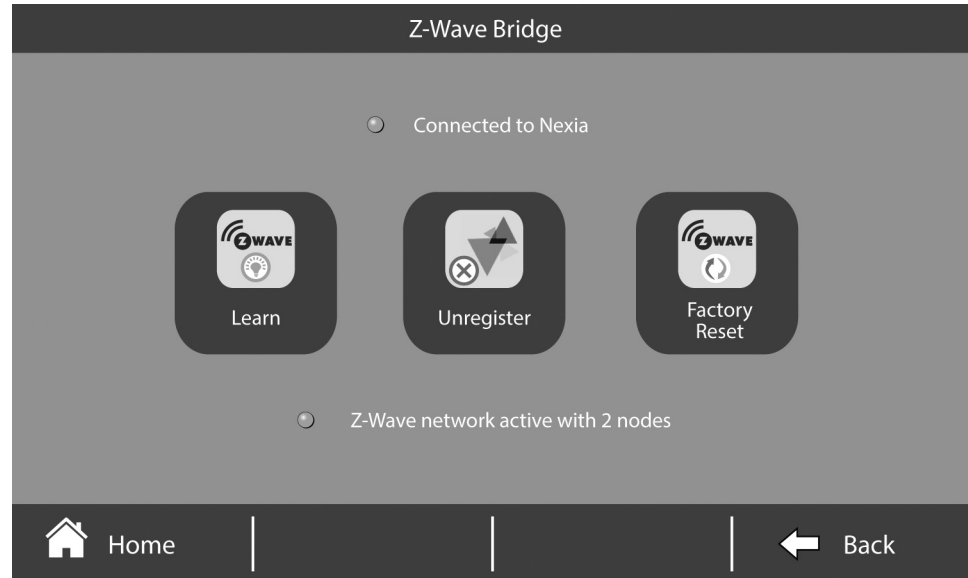 Z-Wave Bridge
Connected to Nexia
ZWAVE
Learn
Unregister
ZWAVE
Factory
Reset
Z-Wave network active with 2 nodes
Home
Back